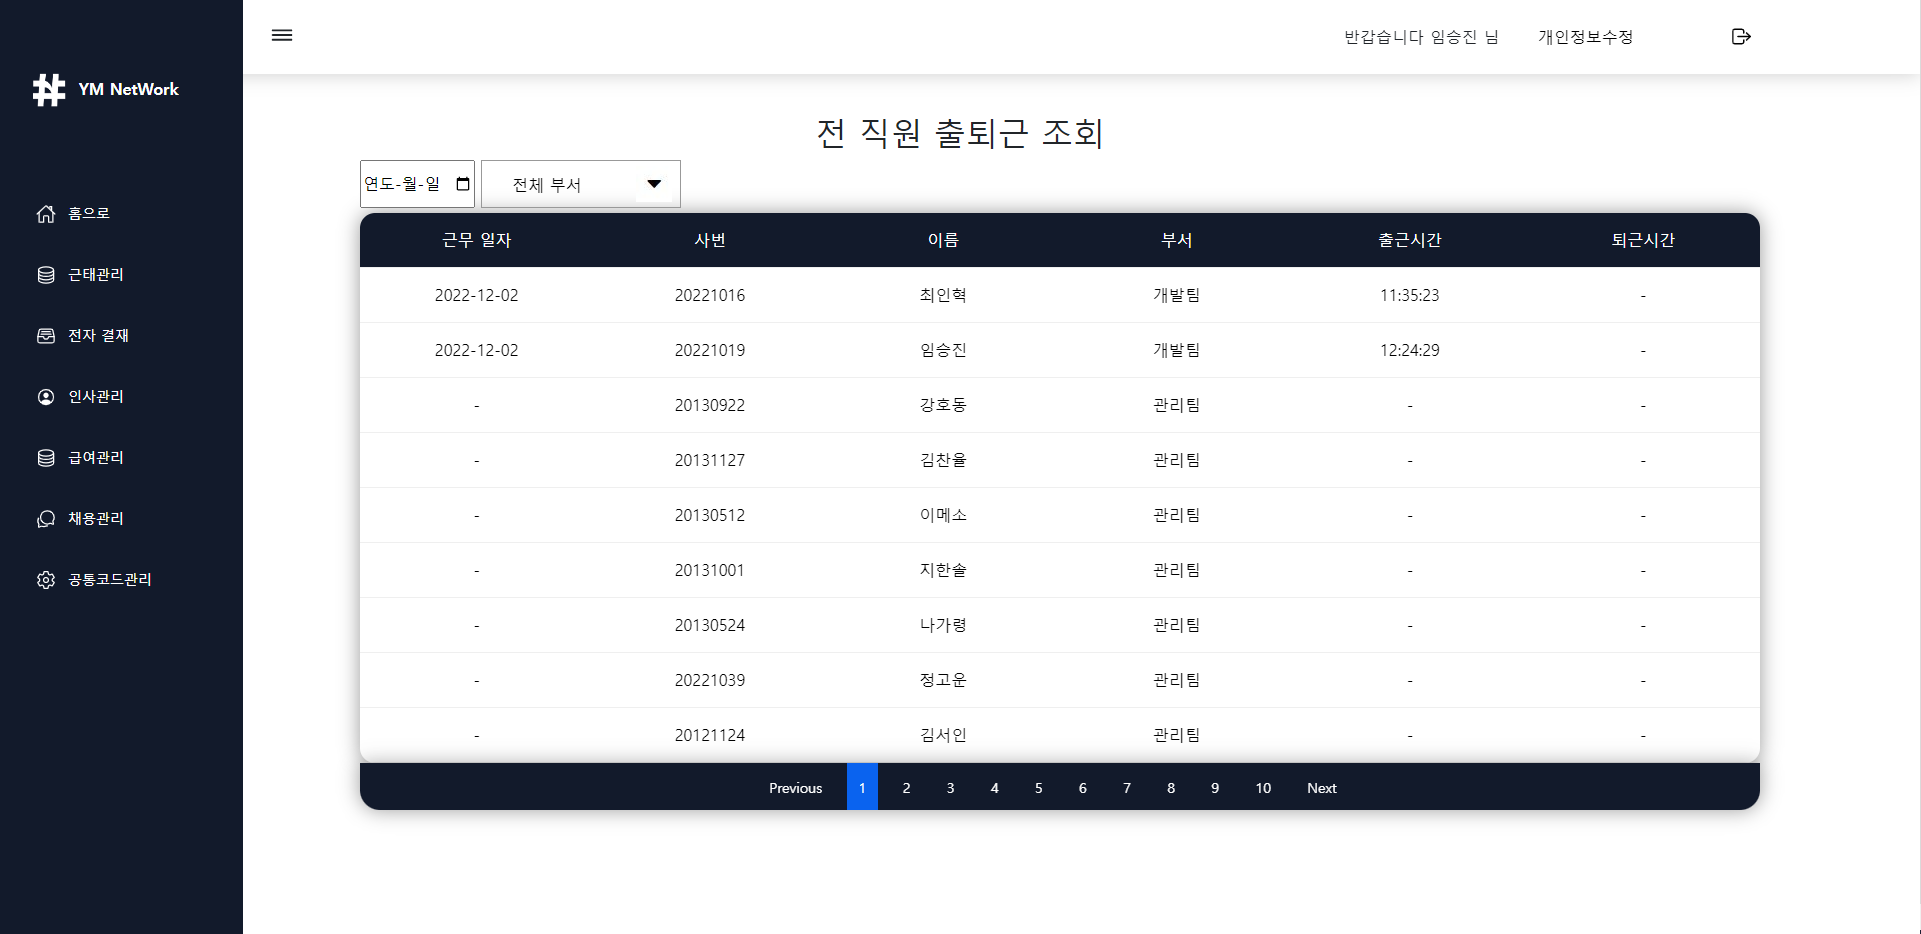 YM NetWork
홈으로
근태관리
전자 결재
인사관리
급여관리
채용관리
공통코드관리
반갑습니다 임승진 님 개인정보수정
전 직원 출퇴근 조회
연도-월-일 전체 부서
근무 일자 사번 이름 부서 출근시간 퇴근시간
2022-12-02 20221016 최인혁 개발팀 11:35:23 -
2022-12-02 20221019 임승진 개발팀 12:24:29 -
- 20130922 강호동 관리팀 - -
- 20131127 김찬율 관리팀 - -
- 20130512 이메소 관리팀 - -
- 20131001 지한솔 관리팀 - -
- 20130524 나가령 관리팀 - -
- 20221039 정고운 관리팀 - -
- 20121124 김서인 관리팀 - -
Previous 1 2 3 4 5 6 7 8 9 10 Next